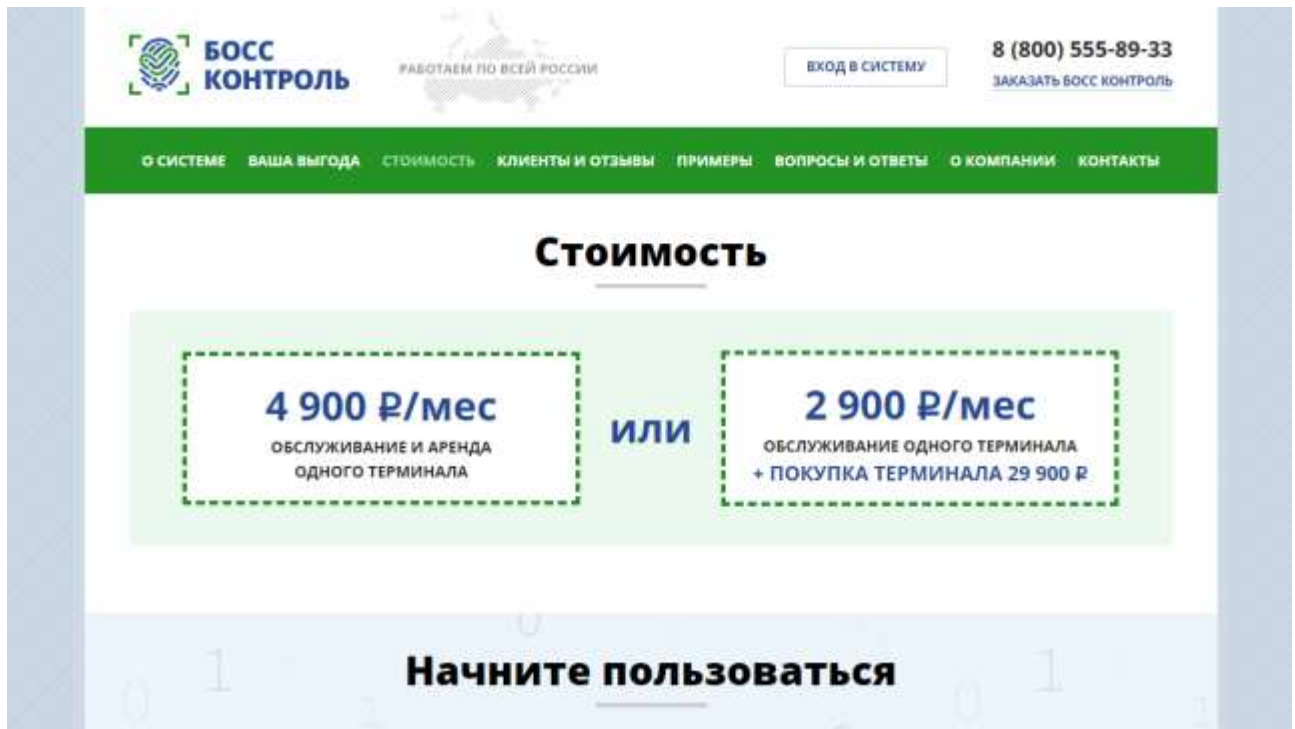 БОСС
КОНТРОЛЬ
РАБОТАЕМ ПО ВСЕЙ РОССИИ
ВХОД В СИСТЕМУ
8 (800) 555-89-33
ЗАКАЗАТЬ БОСС КОНТРОЛЬ
О СИСТЕМЕ ВАША ВЫГОДА СТОИМОСТЬ КЛИЕНТЫ И ОТЗЫВЫ ПРИМЕРЫ ВОПРОСЫ И ОТВЕТЫ О КОМПАНИИ КОНТАКТЫ
Стоимость
4 900 ₽/мес
ОБСЛУЖИВАНИЕ И АРЕНДА
ОДНОГО ТЕРМИНАЛА
или
2 900 ₽/мес
ОБСЛУЖИВАНИЕ ОДНОГО ТЕРМИНАЛА
+ ПОКУПКА ТЕРМИНАЛА 29 900 ₽
Начните пользоваться